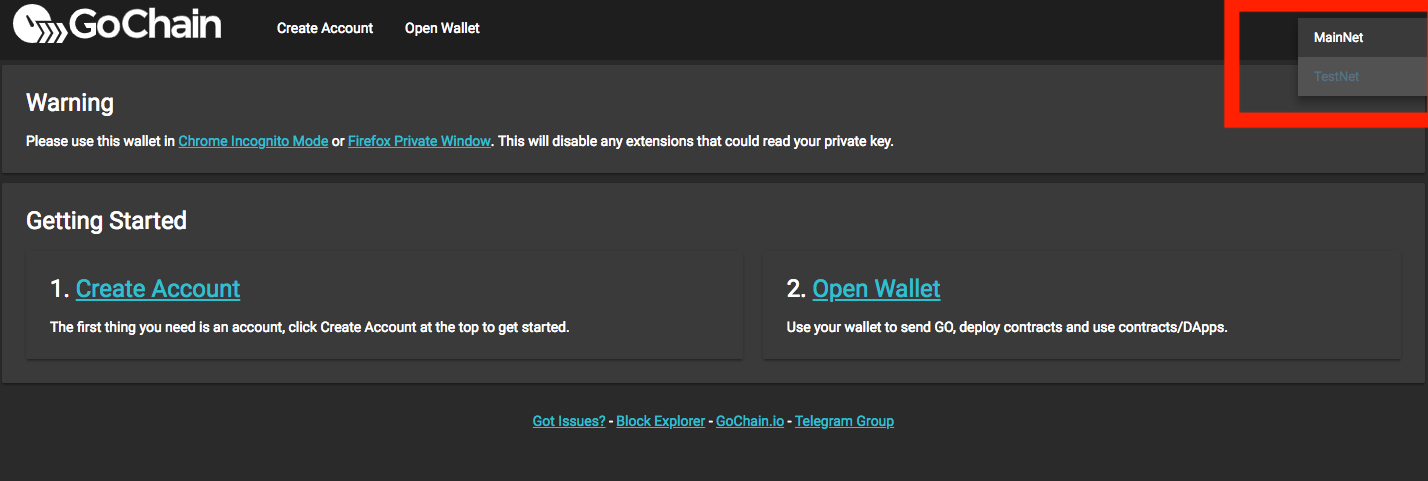 GoChain
Create Account
Open Wallet
MainNet
TestNet
Warning
Please use this wallet in Chrome Incognito Mode or Firefox Private Window. This will disable any extensions that could read your private key.
Getting Started
1. Create Account
The first thing you need is an account, click Create Account at the top to get started.
2. Open Wallet
Use your wallet to send GO, deploy contracts and use contracts/DApps.
Got Issues? - Block Explorer - GoChain.io - Telegram Group